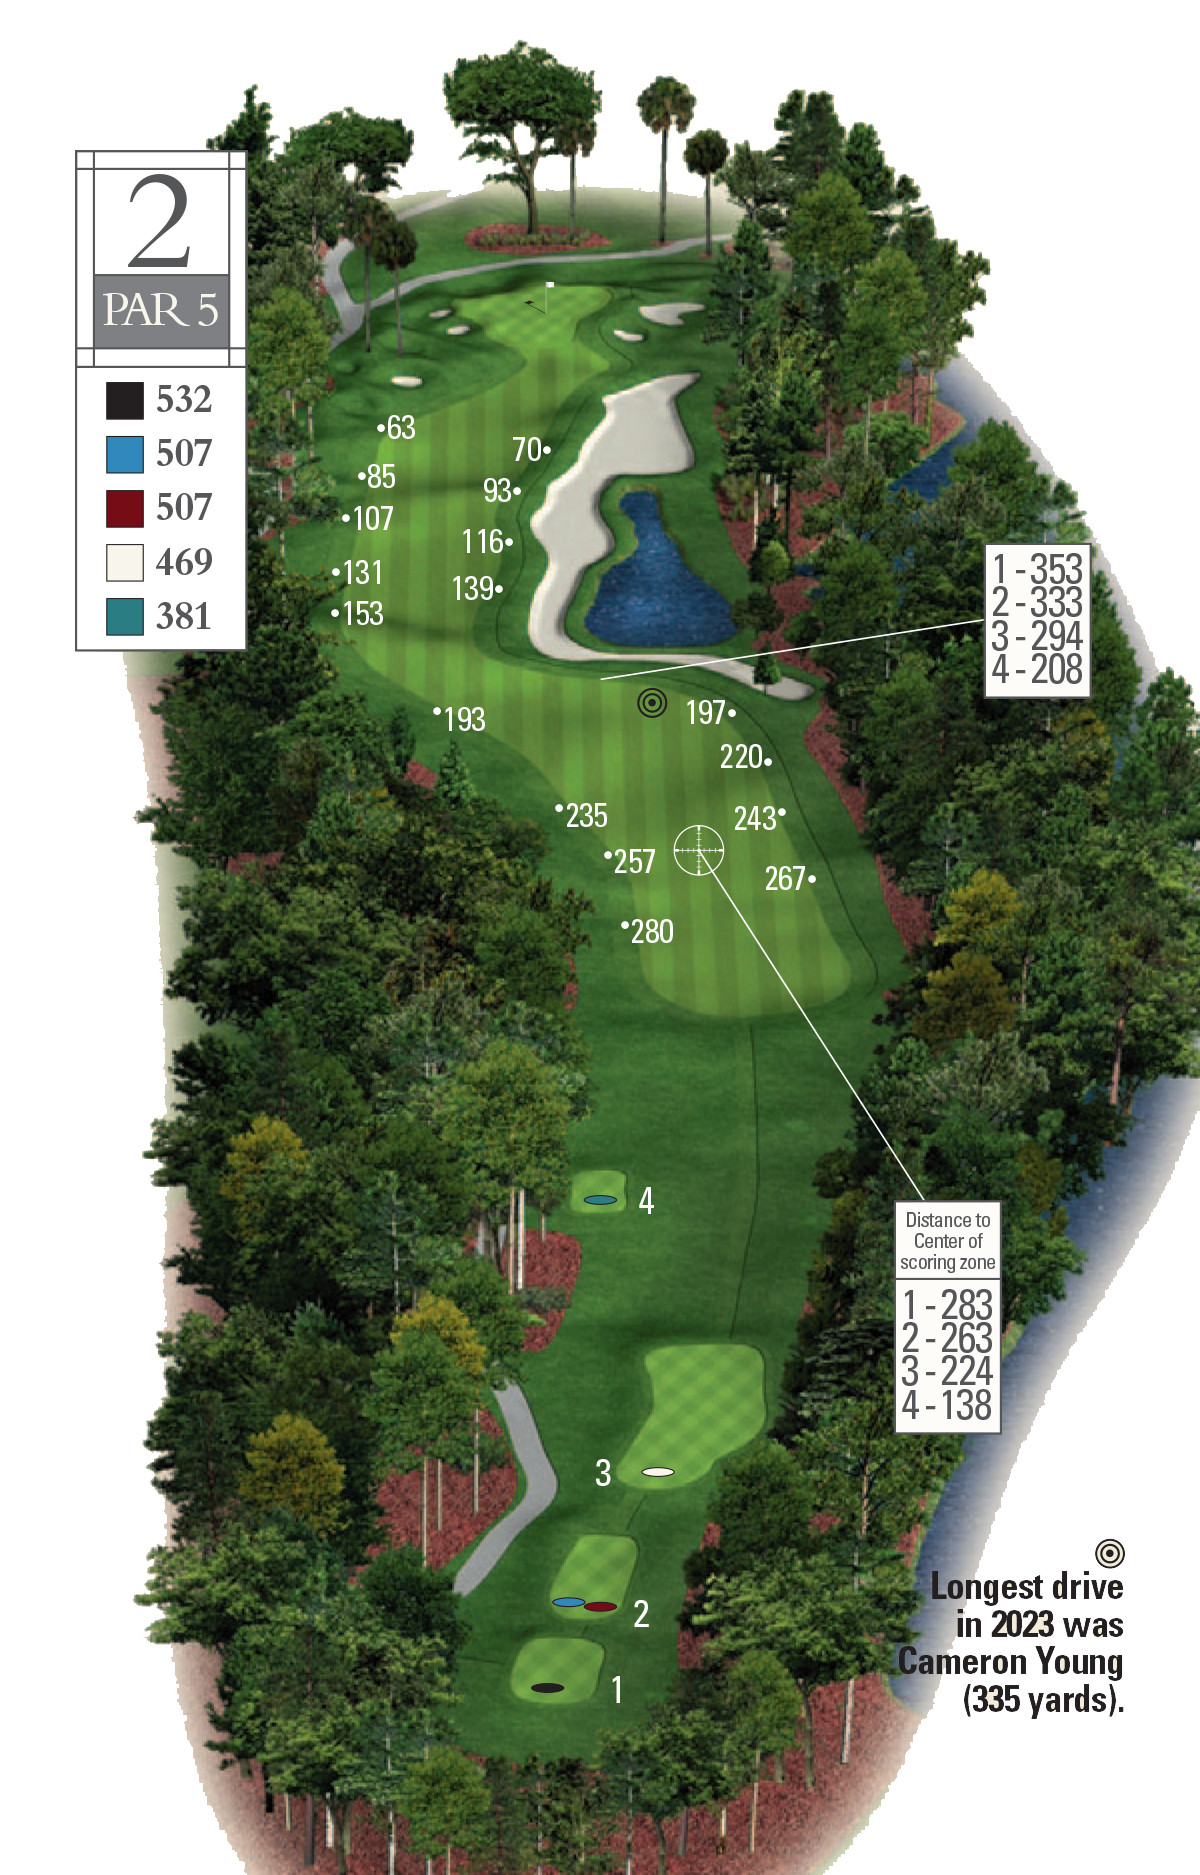 2
PAR 5
532
507
507
469
381
63
70
85
93
107
116
131
139
153
1 - 353
2 - 333
3 - 294
4 - 208
193
197
220
235
243
257
267
280
4
Distance to
Center of
scoring zone
1 - 283
2 - 263
3 - 224
4 - 138
3
2
1
Longest drive
in 2023 was
Cameron Young
(335 yards).